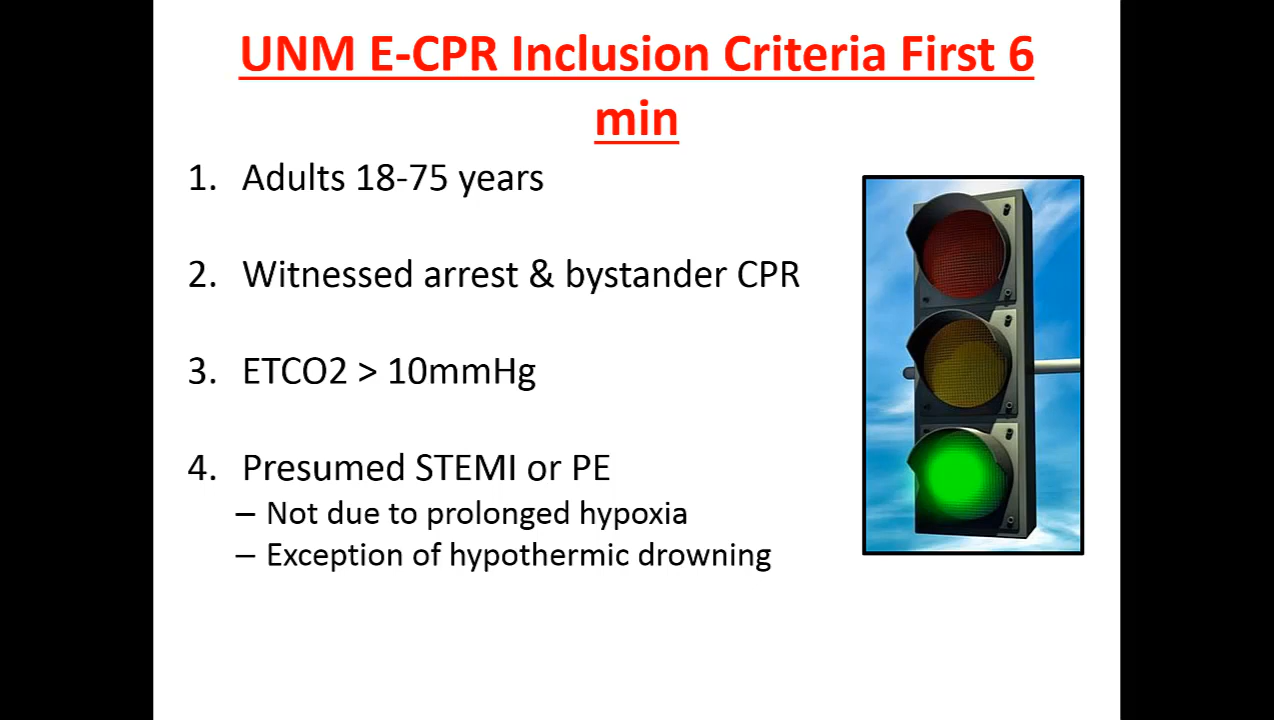 UNM E-CPR Inclusion Criteria First 6
min
1. Adults 18-75 years
2. Witnessed arrest & bystander CPR
3. ETCO2 > 10mmHg
4. Presumed STEMI or PE
– Not due to prolonged hypoxia
– Exception of hypothermic drowning